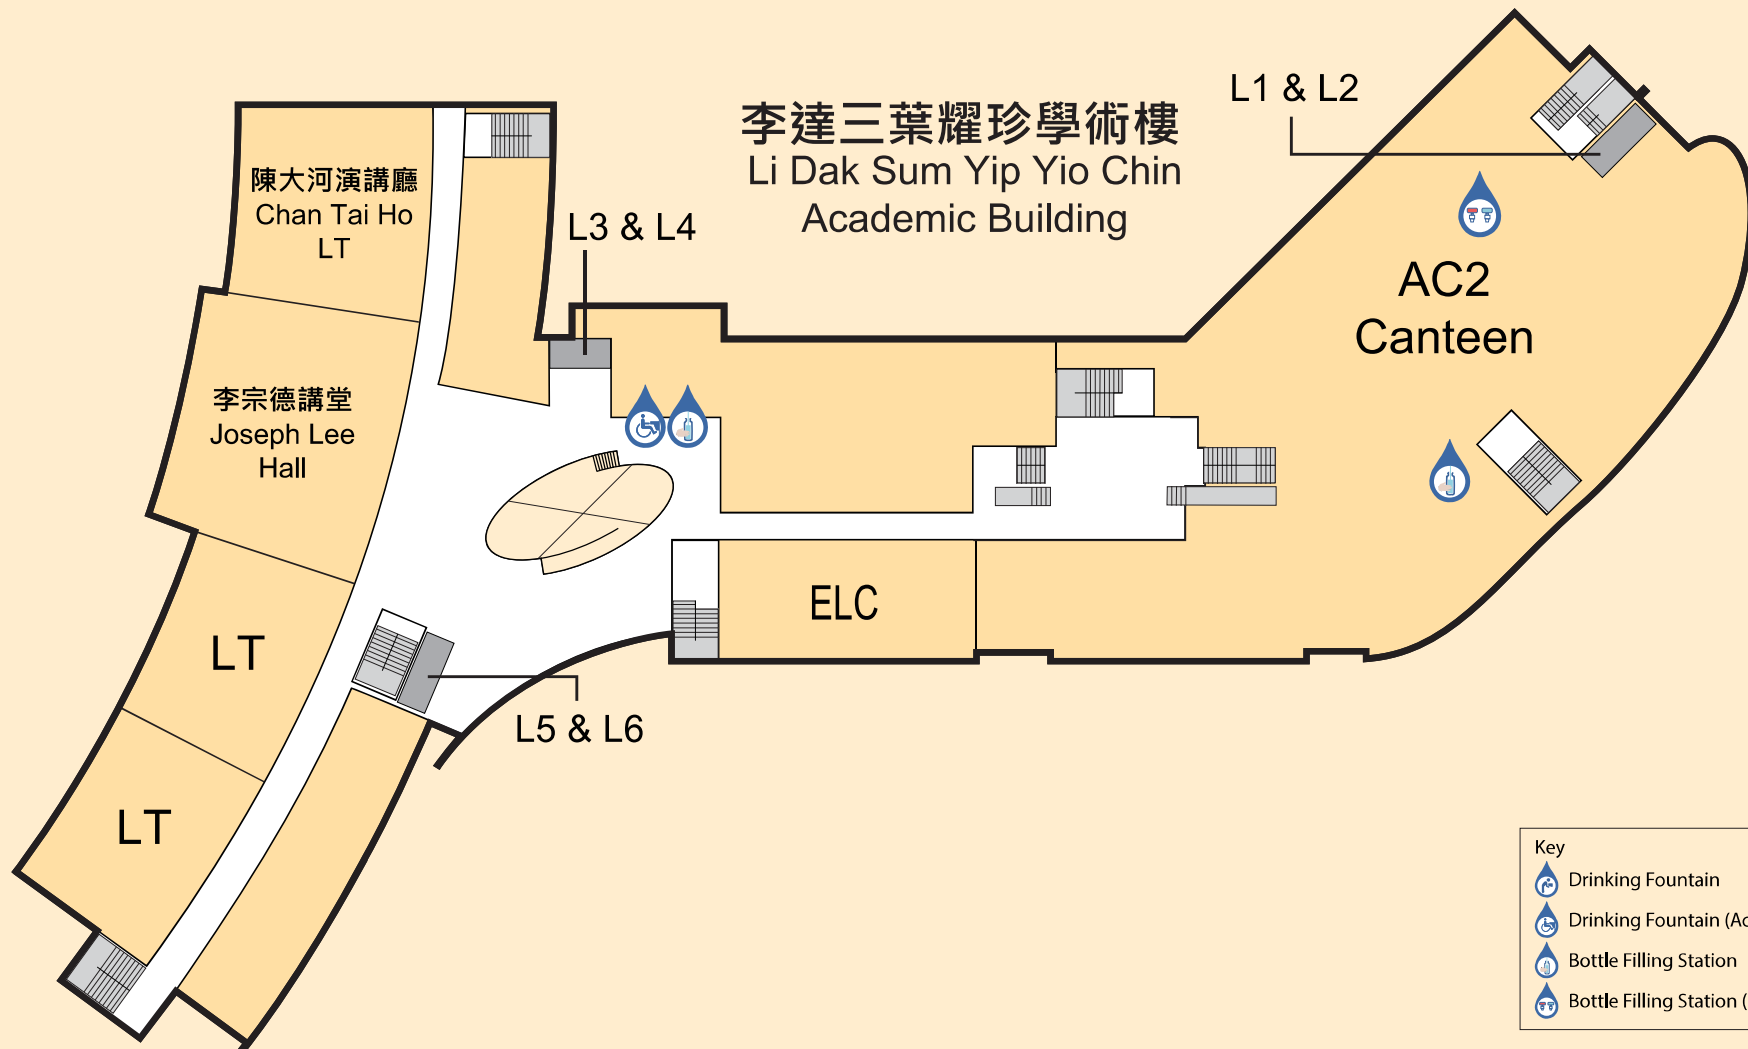 李達三葉耀珍學術樓
Li Dak Sum Yip Yio Chin
Academic Building
L1 & L2
陳大河演講廳
Chan Tai Ho
LT
L3 & L4
AC2
Canteen
李宗德講堂
Joseph Lee
Hall
ELC
LT
L5 & L6
LT
Key
Drinking Fountain
Drinking Fountain (Ac
Bottle Filling Station
Bottle Filling Station (